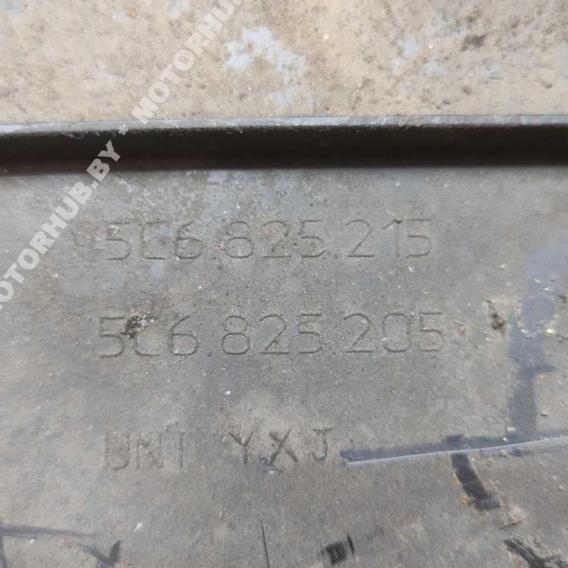 MOTORHUB.BY * MOTORHUB.BY
5C6.825.215
5C6.825.205
UNT YXJ